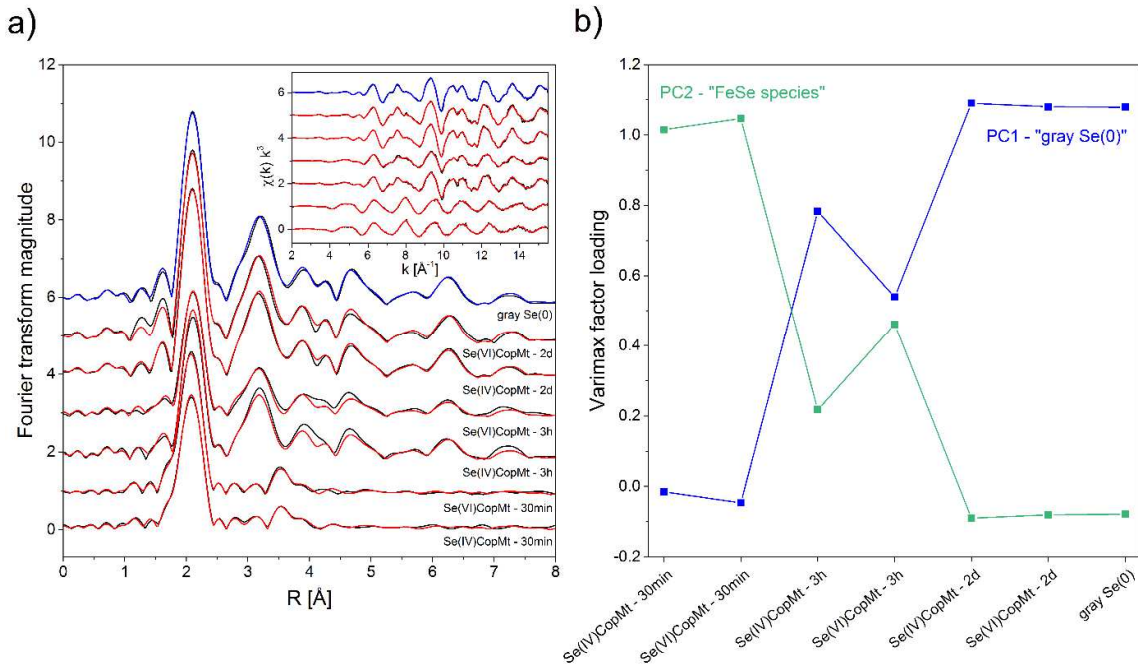 a)
Fourier transform magnitude
12
10
8
6
4
2
0
0 1 2 3 4 5 6 7 8
R [Å]
χ(k) k³
6
4
2
0
2 4 6 8 10 12 14
k [Å⁻¹]
gray Se(0)
Se(VI)CopMt - 2d
Se(IV)CopMt - 2d
Se(VI)CopMt - 3h
Se(IV)CopMt - 3h
Se(VI)CopMt - 30min
Se(IV)CopMt - 30min
b)
Varimax factor loading
1.2
1.0
0.8
0.6
0.4
0.2
0.0
-0.2
PC2 - "FeSe species"
PC1 - "gray Se(0)"
Se(IV)CopMt - 30min
Se(VI)CopMt - 30min
Se(IV)CopMt - 3h
Se(VI)CopMt - 3h
Se(IV)CopMt - 2d
Se(VI)CopMt - 2d
gray Se(0)